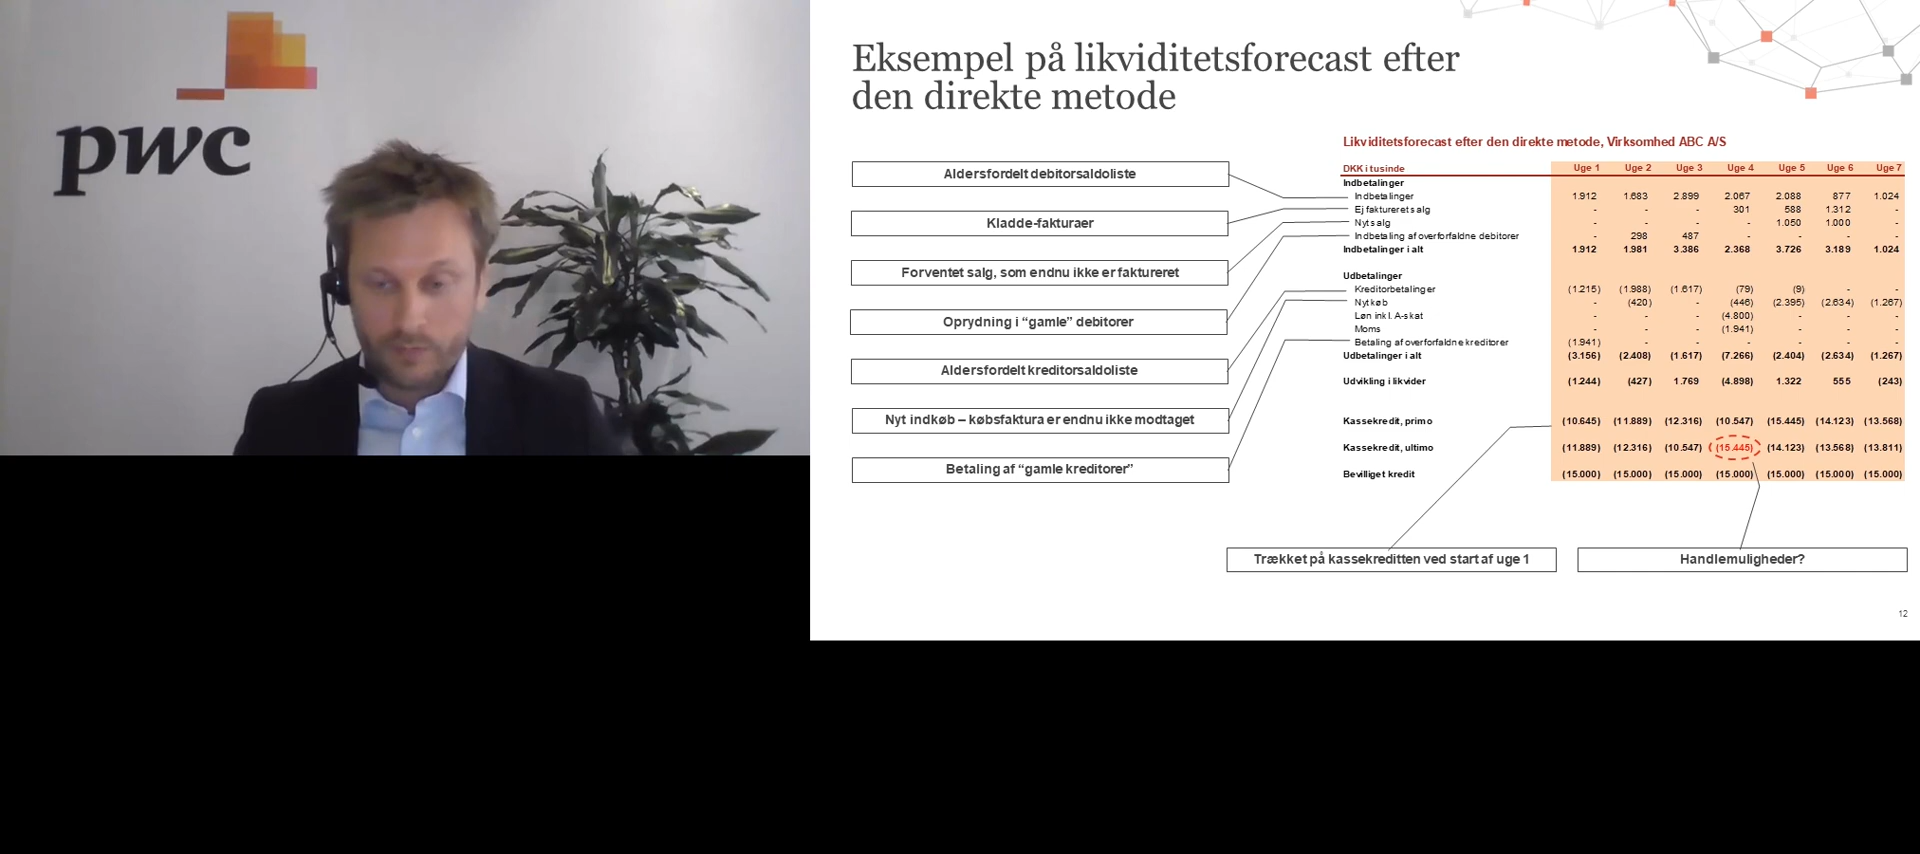 pwc
Eksempel på likviditetsforecast efter
den direkte metode
Aldersfordelt debitorsaldoliste
Kladde-fakturaer
Forventet salg, som endnu ikke er faktureret
Oprydning i “gamle” debitorer
Aldersfordelt kreditorsaldoliste
Nyt indkøb – købsfaktura er endnu ikke modtaget
Betaling af “gamle kreditorer”
Likviditetsforecast efter den direkte metode, Virksomhed ABC A/S
DKK i tusinde Uge 1 Uge 2 Uge 3 Uge 4 Uge 5 Uge 6 Uge 7
Indbetalinger
Indbetalinger 1.912 1.683 2.899 2.067 2.088 877 1.024
Ej faktureret salg - - - 301 588 1.312 -
Nyt salg - - - - 1.050 1.000 -
Indbetaling af overforfaldne debitorer - 298 487 - - - -
Indbetalinger i alt 1.912 1.981 3.386 2.368 3.726 3.189 1.024
Udbetalinger
Kreditorbetalinger (1.215) (1.988) (1.617) (79) (9) - -
Nyt køb - (420) - (446) (2.395) (2.634) (1.267)
Løn inkl. A-skat - - - (4.800) - - -
Moms - - - (1.941) - - -
Betaling af overforfaldne kreditorer (1.941) - - - - - -
Udbetalinger i alt (3.156) (2.408) (1.617) (7.266) (2.404) (2.634) (1.267)
Udvikling i likvider (1.244) (427) 1.769 (4.898) 1.322 555 (243)
Kassekredit, primo (10.645) (11.889) (12.316) (10.547) (15.445) (14.123) (13.568)
Kassekredit, ultimo (11.889) (12.316) (10.547) (15.445) (14.123) (13.568) (13.811)
Bevilliget kredit (15.000) (15.000) (15.000) (15.000) (15.000) (15.000) (15.000)
Trækket på kassekreditten ved start af uge 1
Handlemuligheder?
12